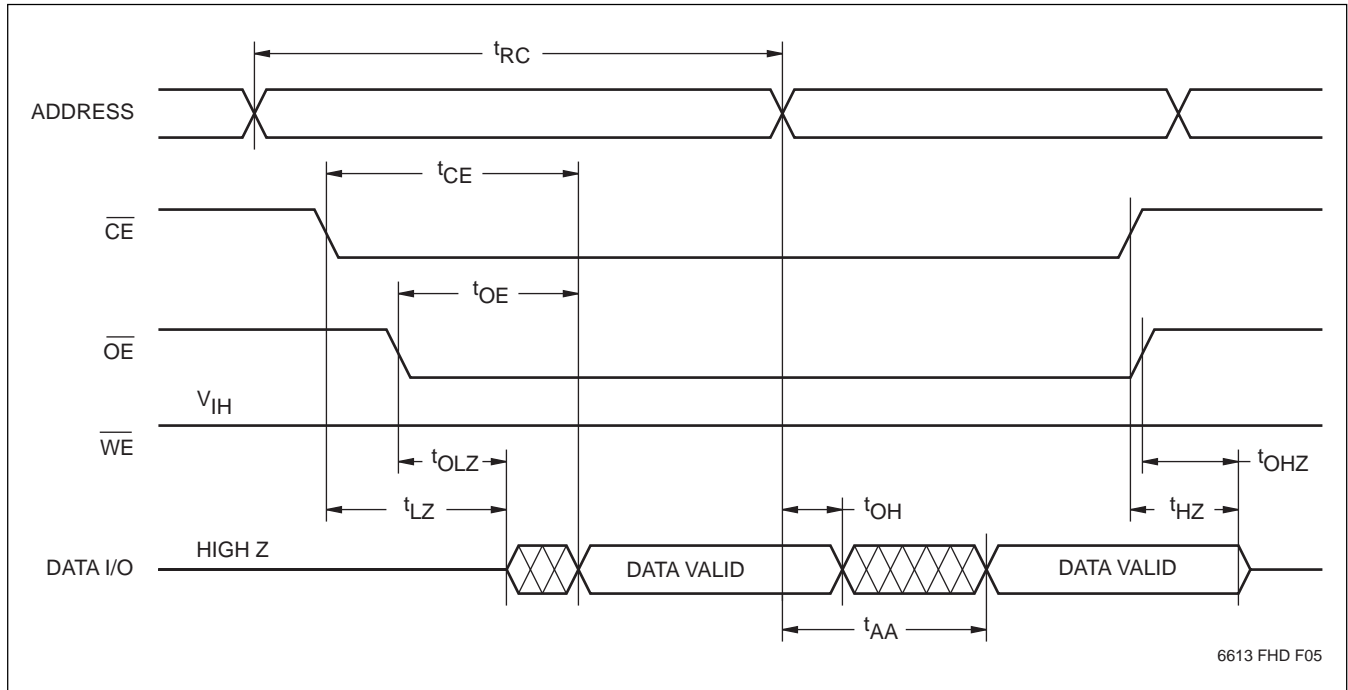 tRC
ADDRESS
tCE
CE
tOE
OE
VIH
WE
tOLZ
tOHZ
tLZ
tOH
tHZ
HIGH Z
DATA I/O
DATA VALID
DATA VALID
tAA
6613 FHD F05